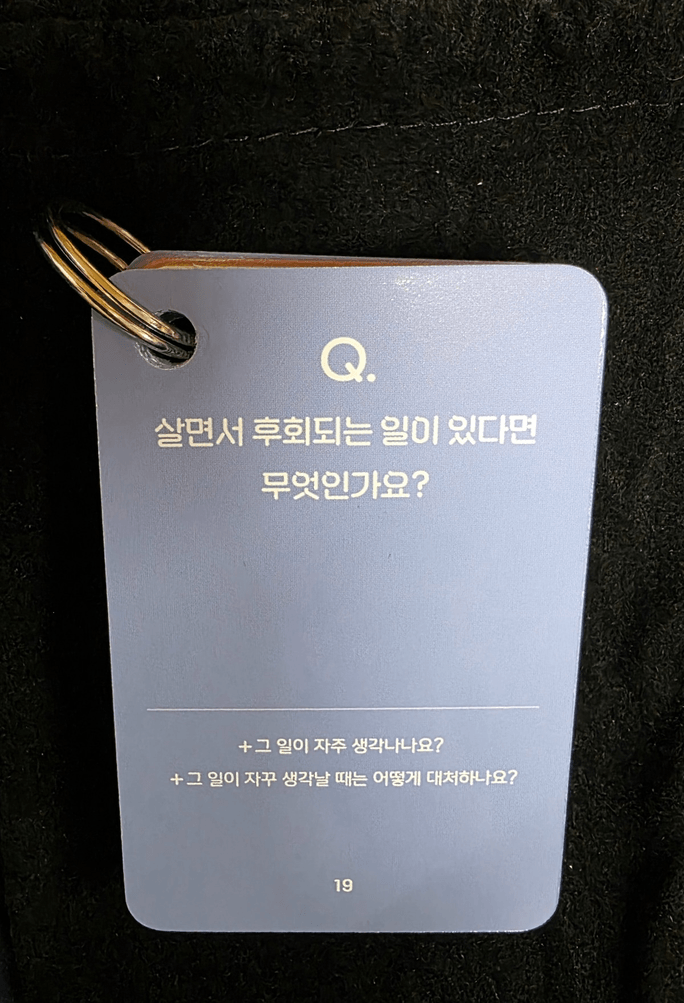 Q.
살면서 후회되는 일이 있다면
무엇인가요?
+그 일이 자주 생각나나요?
+그 일이 자꾸 생각날 때는 어떻게 대처하나요?
19